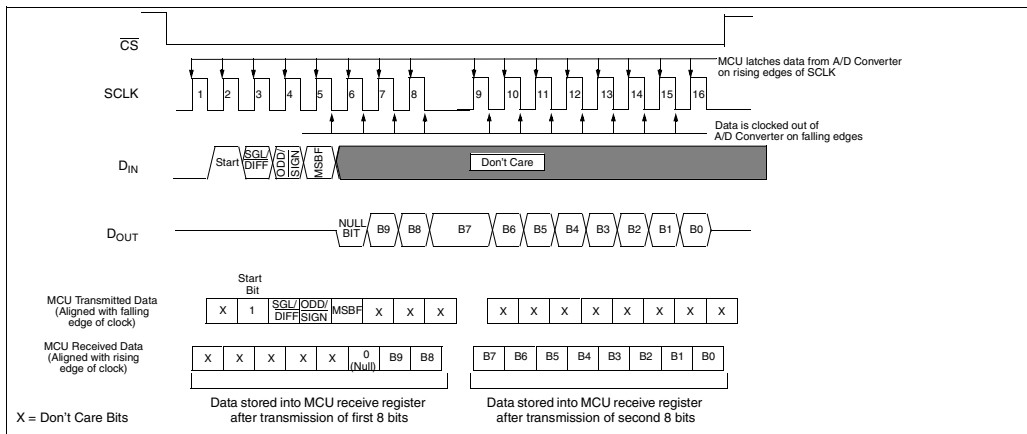 CS
MCU latches data from A/D Converter
on rising edges of SCLK
SCLK
1 2 3 4 5 6 7 8 9 10 11 12 13 14 15 16
Data is clocked out of
A/D Converter on falling edges
DIN
Start
SGL/
DIFF
ODD/
SIGN
MSBF
Don't Care
DOUT
NULL
BIT
B9 B8 B7 B6 B5 B4 B3 B2 B1 B0
Start
Bit
MCU Transmitted Data
(Aligned with falling
edge of clock)
X 1 SGL/ ODD/ MSBF X X X X X X X X X X X
DIFF SIGN
MCU Received Data
(Aligned with rising
edge of clock)
X X X X X 0 B9 B8 B7 B6 B5 B4 B3 B2 B1 B0
(Null)
Data stored into MCU receive register
after transmission of first 8 bits
Data stored into MCU receive register
after transmission of second 8 bits
X = Don't Care Bits